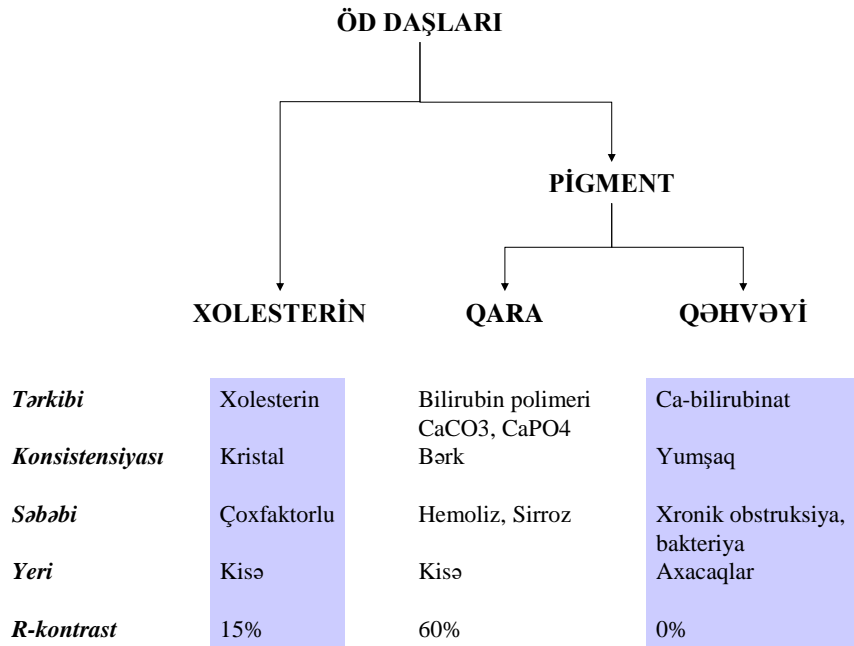 ÖD DAŞLARI
PİGMENT
XOLESTERİN QARA QƏHVƏYİ
Tərkibi Xolesterin Bilirubin polimeri Ca-bilirubinat
CaCO3, CaPO4
Konsistensiyası Kristal Bərk Yumşaq
Səbəbi Çoxfaktorlu Hemoliz, Sirroz Xronik obstruksiya,
bakteriya
Yeri Kisə Kisə Axacaqlar
R-kontrast 15% 60% 0%